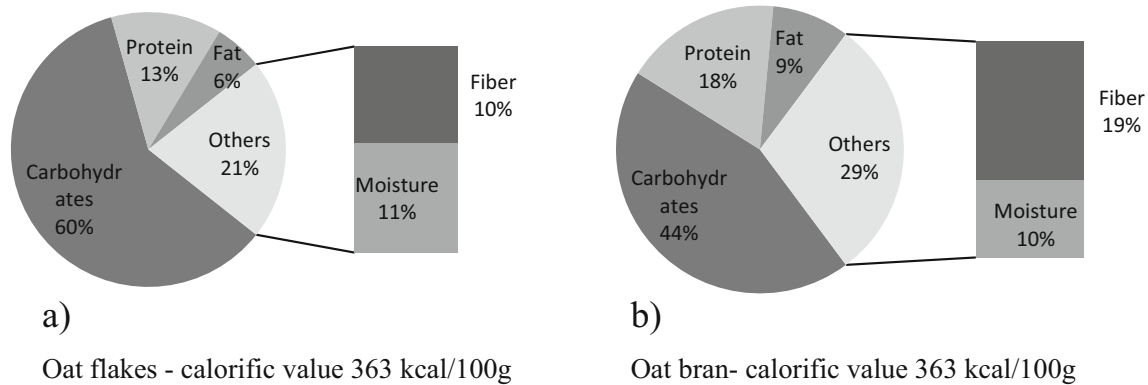 Protein
13%
Fat
6%
Others
21%
Carbohydr
ates
60%
Fiber
10%
Moisture
11%
a)
Oat flakes - calorific value 363 kcal/100g
Protein
18%
Fat
9%
Others
29%
Carbohydr
ates
44%
Fiber
19%
Moisture
10%
b)
Oat bran- calorific value 363 kcal/100g